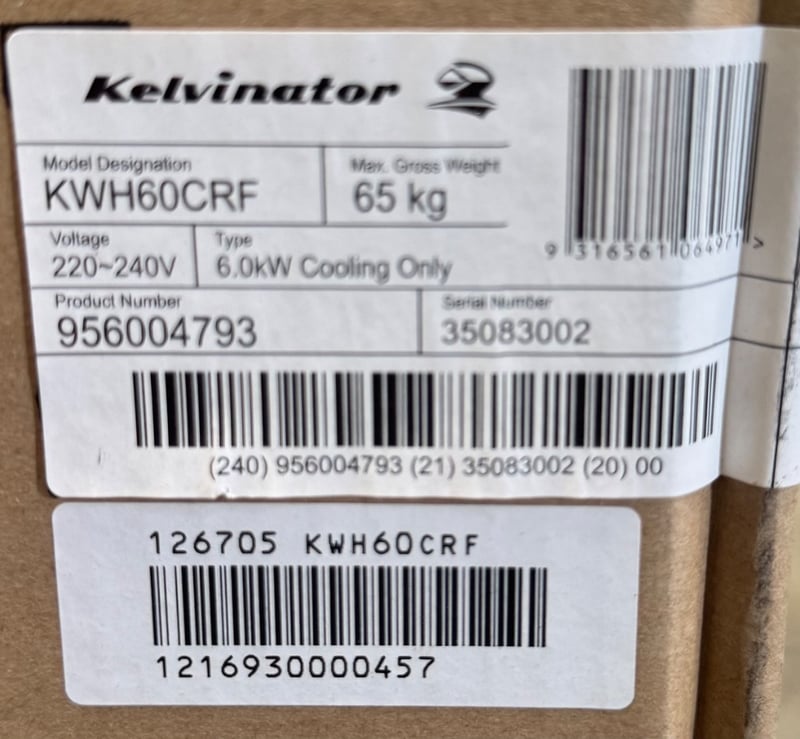 Kelvinator
Model Designation
KWH60CRF
Max. Gross Weight
65 kg
9 316561 064971 >
Voltage
220~240V
Type
6.0kW Cooling Only
Product Number
956004793
Serial Number
35083002
(240) 956004793 (21) 35083002 (20) 00
126705 KWH60CRF
1216930000457